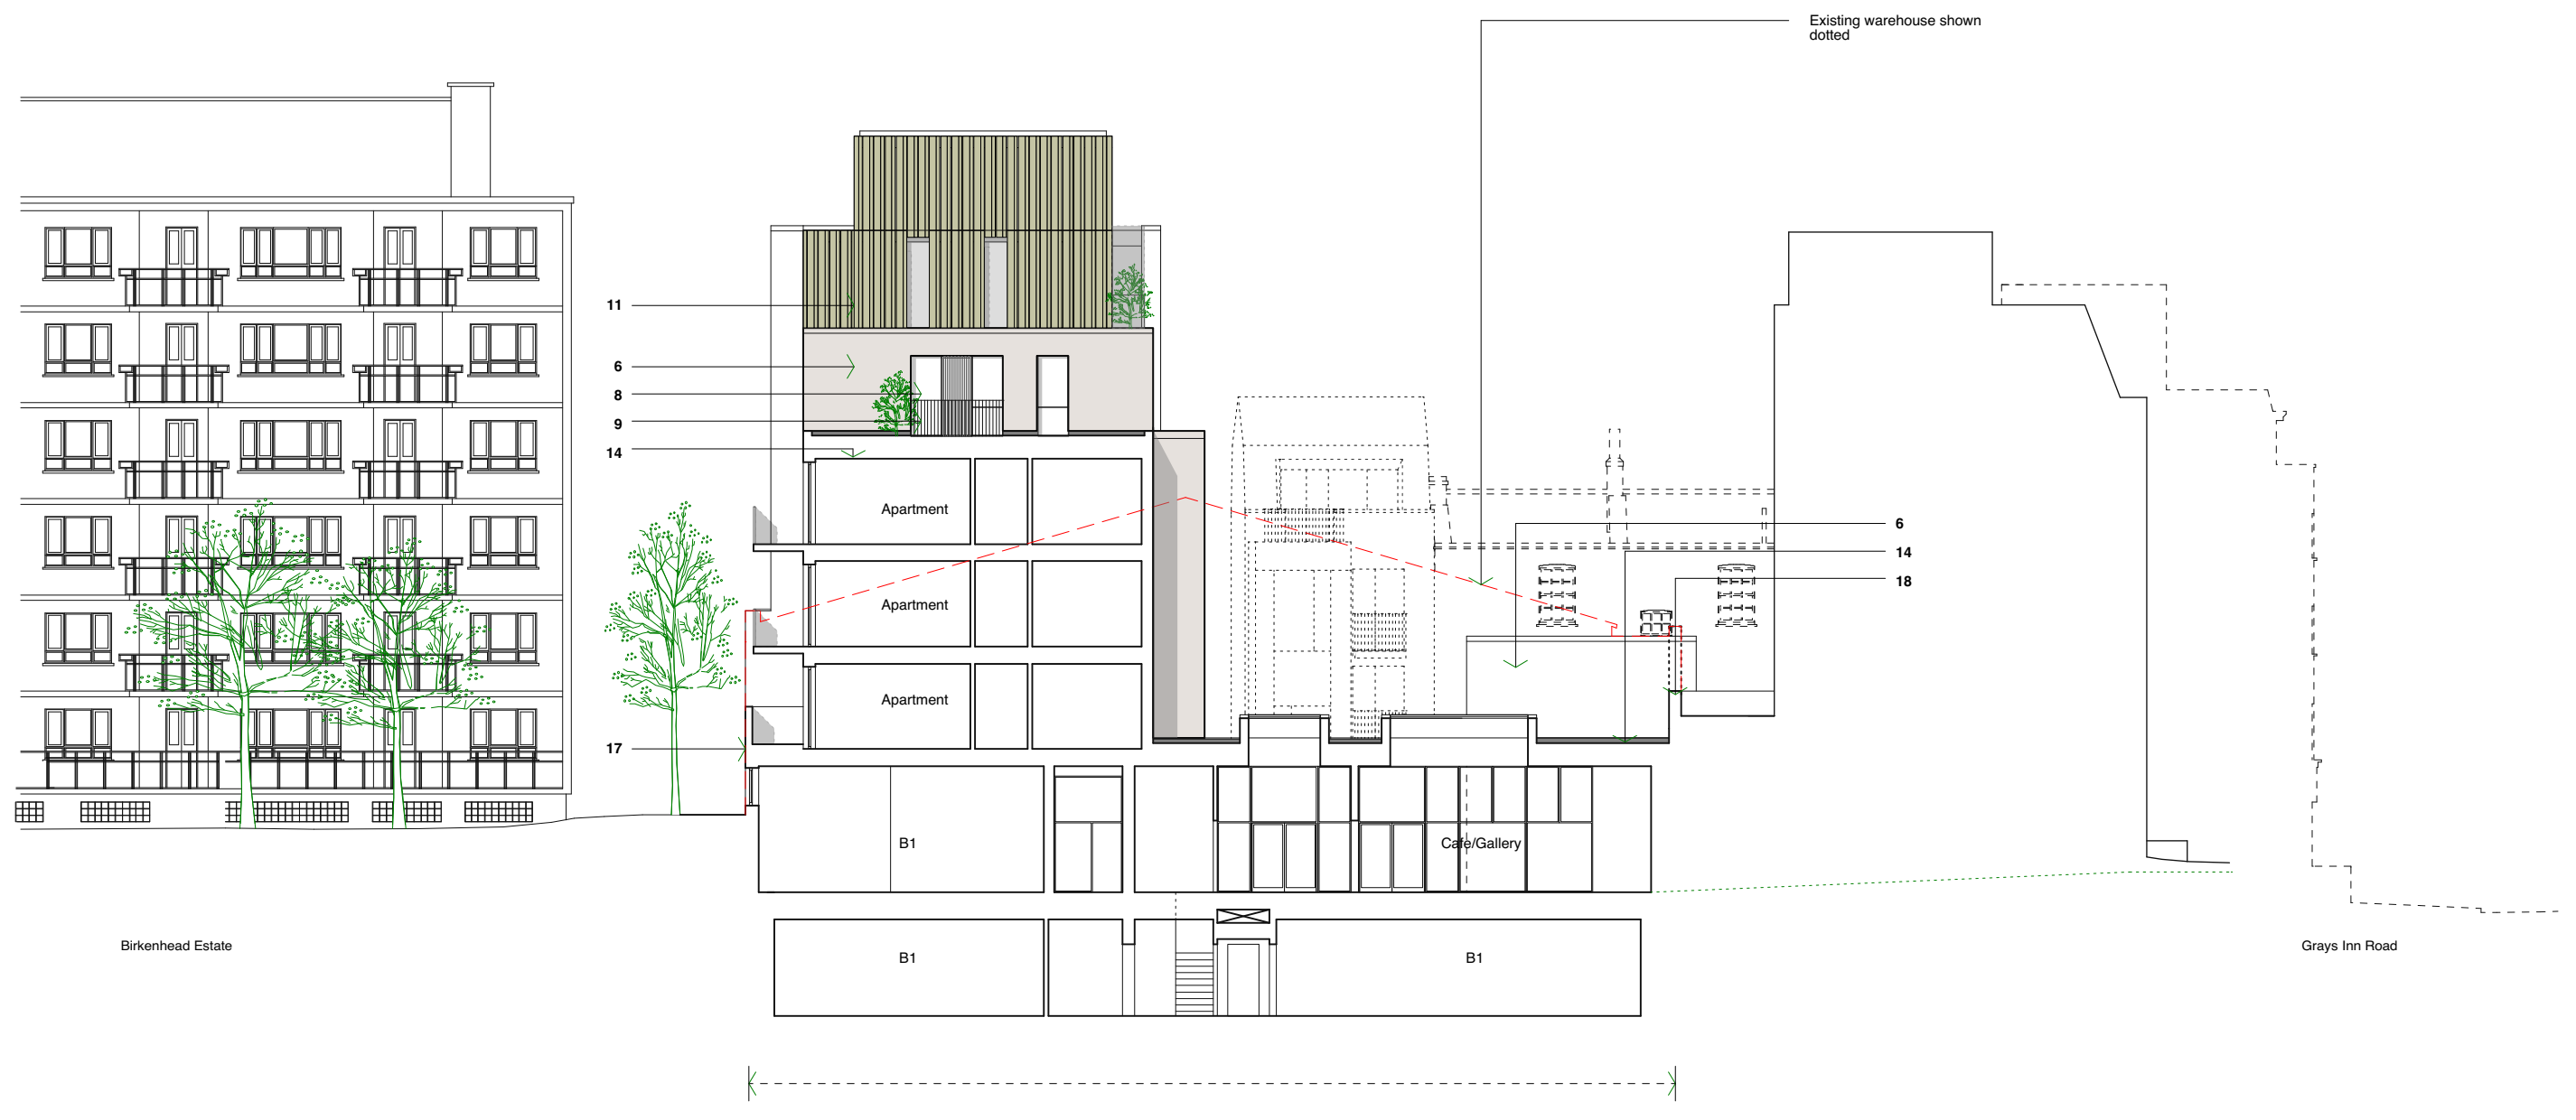 Existing warehouse shown
dotted
11
6
8
9
14
Apartment
6
14
18
Apartment
Apartment
17
B1
Cafe/Gallery
Birkenhead Estate
Grays Inn Road
B1
B1